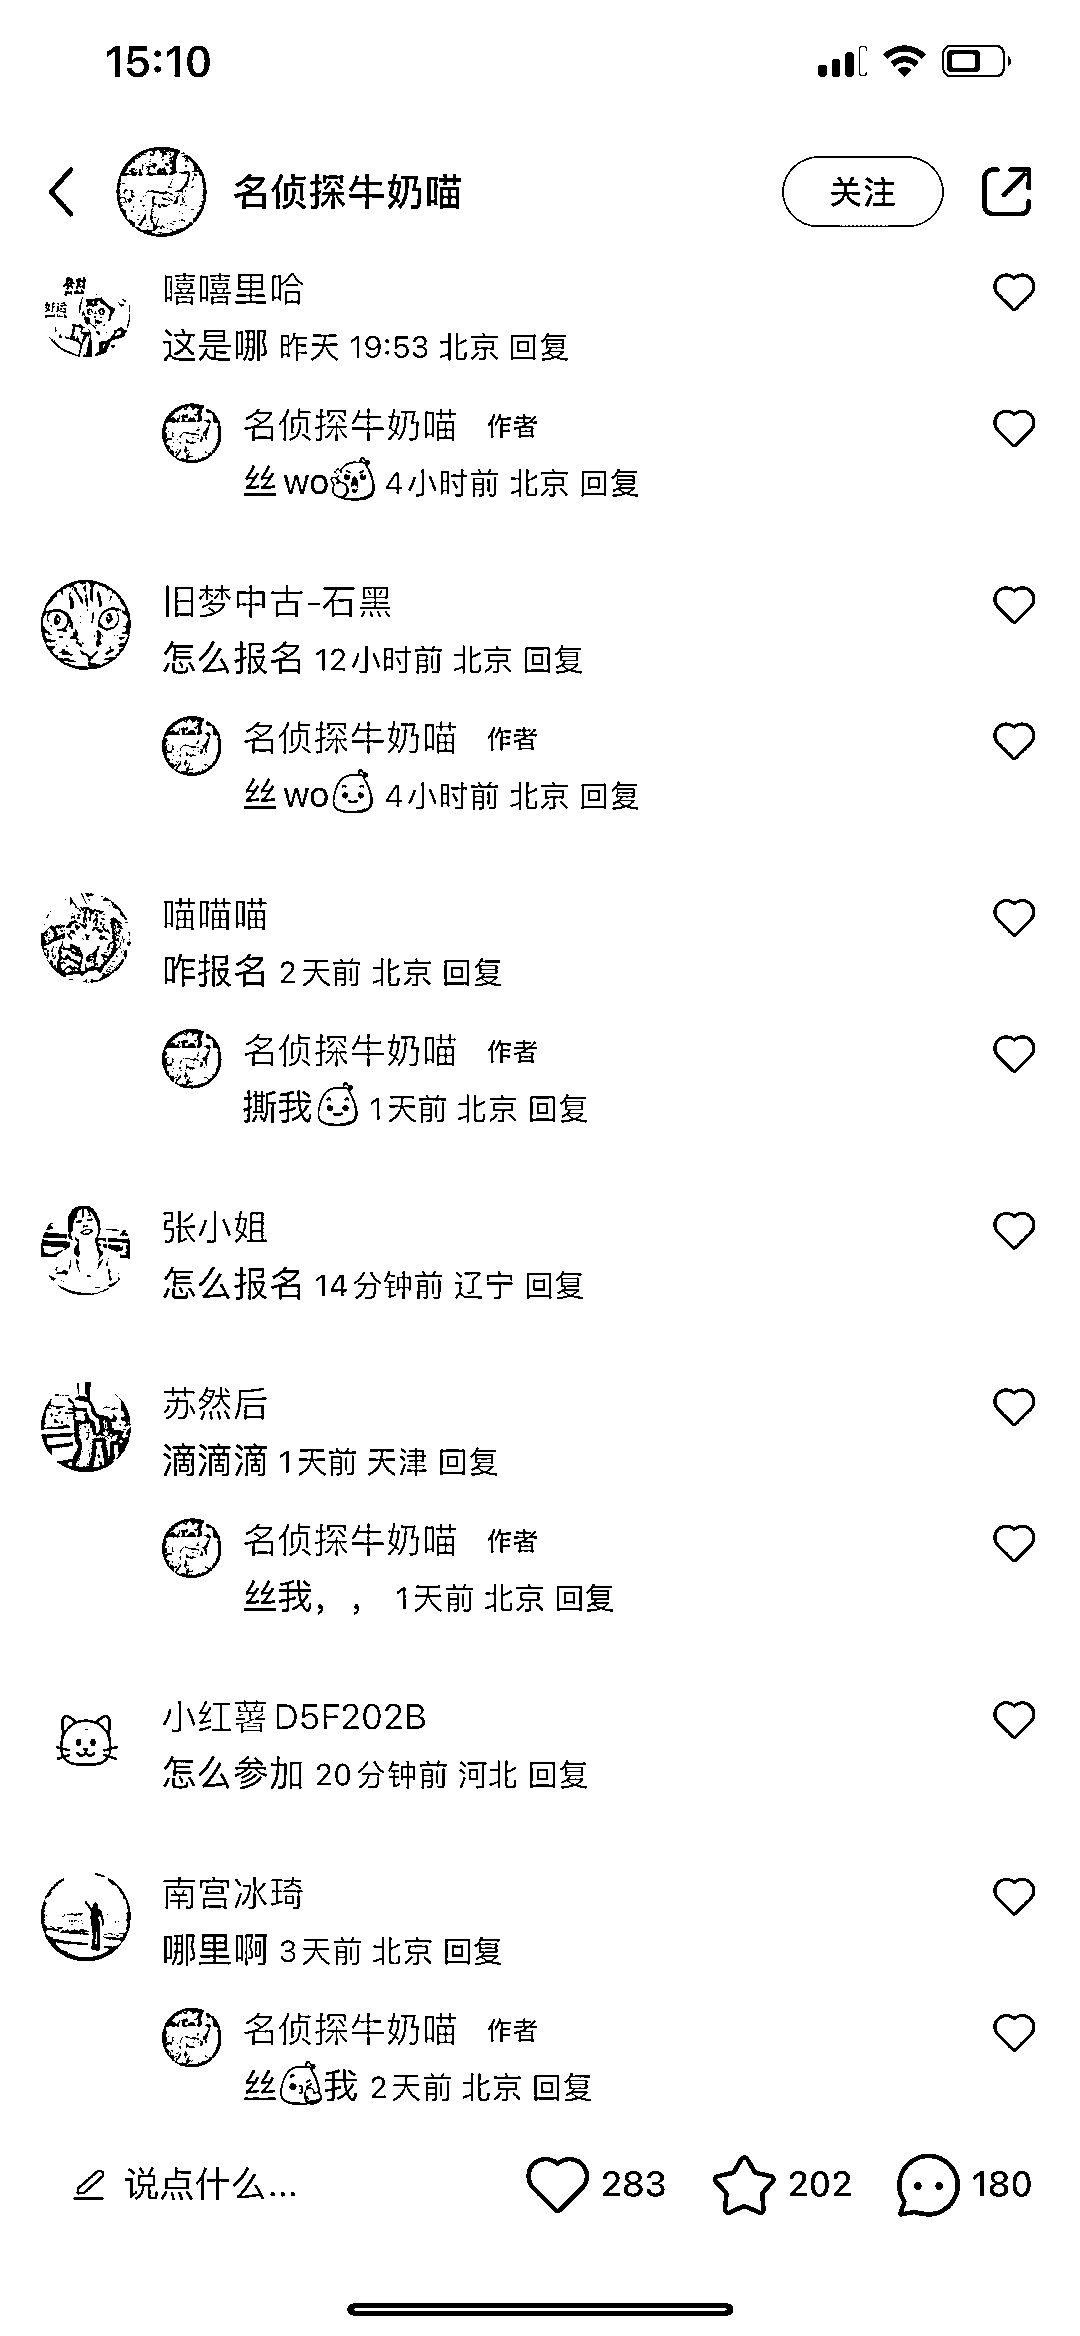 15:10
名侦探牛奶喵
关注
嘻嘻里哈
这是哪 昨天 19:53 北京 回复
名侦探牛奶喵 作者
丝 wo 4小时前 北京 回复
旧梦中古-石黑
怎么报名 12小时前 北京 回复
名侦探牛奶喵 作者
丝 wo 4小时前 北京 回复
喵喵喵
咋报名 2天前 北京 回复
名侦探牛奶喵 作者
撕我 1天前 北京 回复
张小姐
怎么报名 14分钟前 辽宁 回复
苏然后
滴滴滴 1天前 天津 回复
名侦探牛奶喵 作者
丝我，， 1天前 北京 回复
小红薯D5F202B
怎么参加 20分钟前 河北 回复
南宫冰琦
哪里啊 3天前 北京 回复
名侦探牛奶喵 作者
丝我 2天前 北京 回复
说点什么... 283 202 180